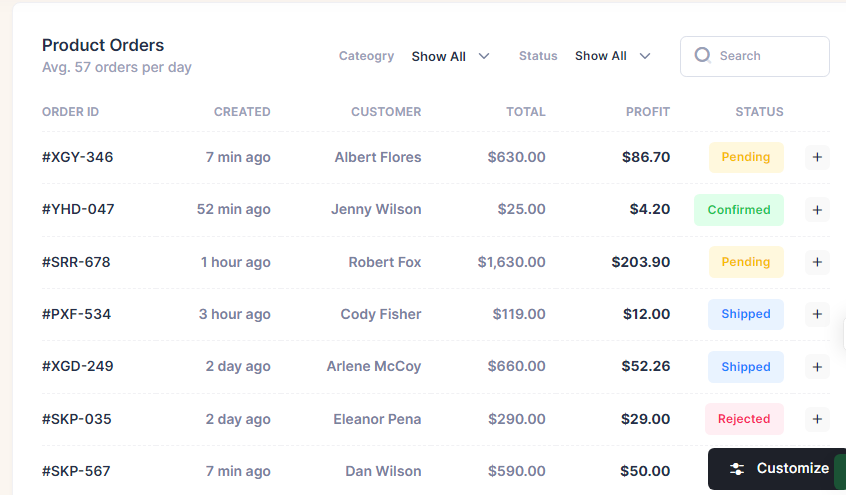 Product Orders
Avg. 57 orders per day
Cateogry Show All Status Show All Search
ORDER ID CREATED CUSTOMER TOTAL PROFIT STATUS
#XGY-346 7 min ago Albert Flores $630.00 $86.70 Pending +
#YHD-047 52 min ago Jenny Wilson $25.00 $4.20 Confirmed +
#SRR-678 1 hour ago Robert Fox $1,630.00 $203.90 Pending +
#PXF-534 3 hour ago Cody Fisher $119.00 $12.00 Shipped +
#XGD-249 2 day ago Arlene McCoy $660.00 $52.26 Shipped +
#SKP-035 2 day ago Eleanor Pena $290.00 $29.00 Rejected +
#SKP-567 7 min ago Dan Wilson $590.00 $50.00 Customize